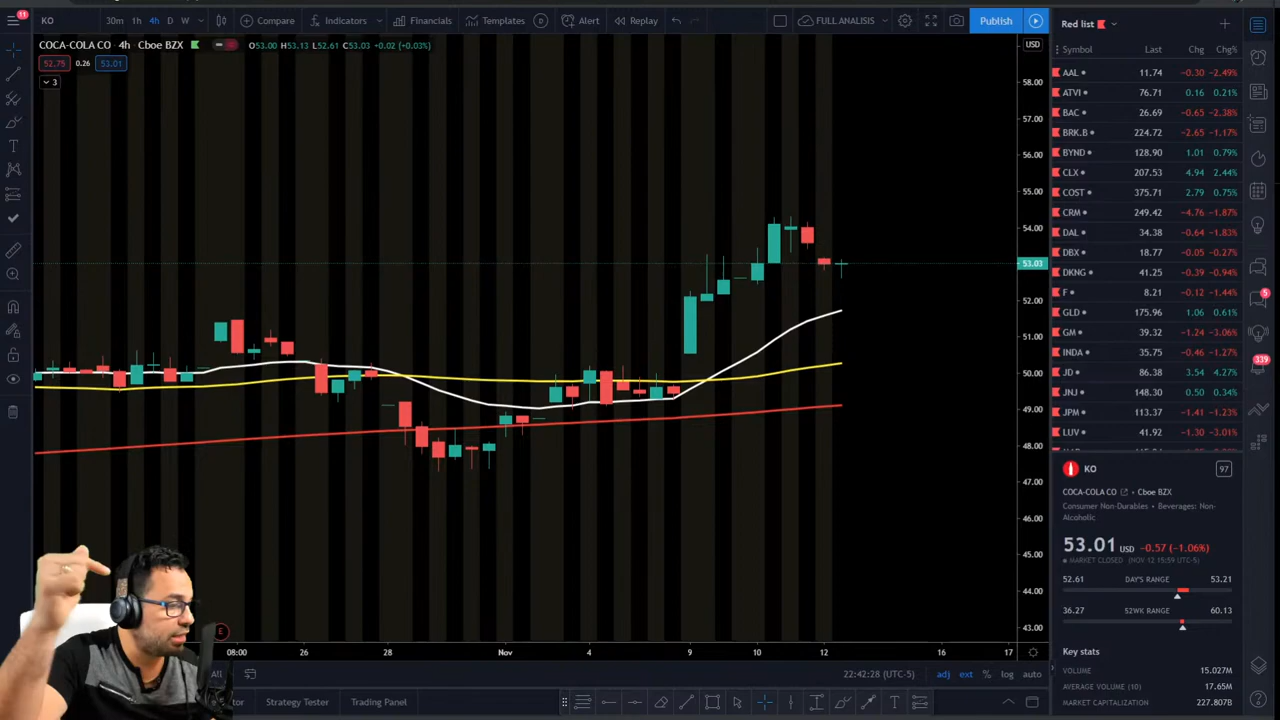 11
KO 30m 1h 4h D W Compare Indicators Financials Templates Alert Replay FULL ANALISIS Publish
COCA-COLA CO • 4h • Cboe BZX O53.00 H53.13 L52.61 C53.03 +0.02 (+0.03%)
52.75 0.26 53.01
3
USD
58.00
57.00
56.00
55.00
54.00
53.03
52.00
51.00
50.00
49.00
48.00
47.00
46.00
45.00
44.00
43.00
E
08:00 26 28 Nov 4 9 10 12 16 17
All 22:42:28 (UTC-5) adj ext % log auto
Strategy Tester Trading Panel
Red list
Symbol Last Chg Chg%
AAL 11.74 −0.30 −2.49%
ATVI 76.71 0.16 0.21%
BAC 26.69 −0.65 −2.38%
BRK.B 224.72 −2.65 −1.17%
BYND 128.90 1.01 0.79%
CLX 207.53 4.94 2.44%
COST 375.71 2.79 0.75%
CRM 249.42 −4.76 −1.87%
DAL 34.38 −0.64 −1.83%
DBX 18.77 −0.05 −0.27%
DKNG 41.25 −0.39 −0.94%
F 8.21 −0.12 −1.44%
GLD 175.96 1.06 0.61%
GM 39.32 −1.24 −3.06%
INDA 35.75 −0.46 −1.27%
JD 86.38 3.54 4.27%
JNJ 148.30 0.50 0.34%
JPM 113.37 −1.41 −1.23%
LUV 41.92 −1.30 −3.01%
KO 97
COCA-COLA CO • Cboe BZX
Consumer Non-Durables • Beverages: Non-
Alcoholic
53.01 USD −0.57 (−1.06%)
MARKET CLOSED (NOV 12 15:59 UTC-5)
52.61 DAY'S RANGE 53.21
36.27 52WK RANGE 60.13
Key stats
VOLUME 15.027M
AVERAGE VOLUME (10) 17.65M
MARKET CAPITALIZATION 227.807B
5
339